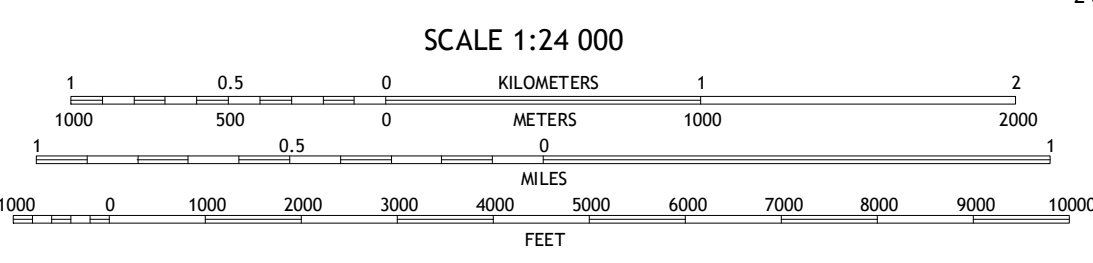 SCALE 1:24 000
1 0.5 0 KILOMETERS 1 2
1000 500 0 METERS 1000 2000
1 0.5 0 1
MILES
1000 0 1000 2000 3000 4000 5000 6000 7000 8000 9000 10000
FEET